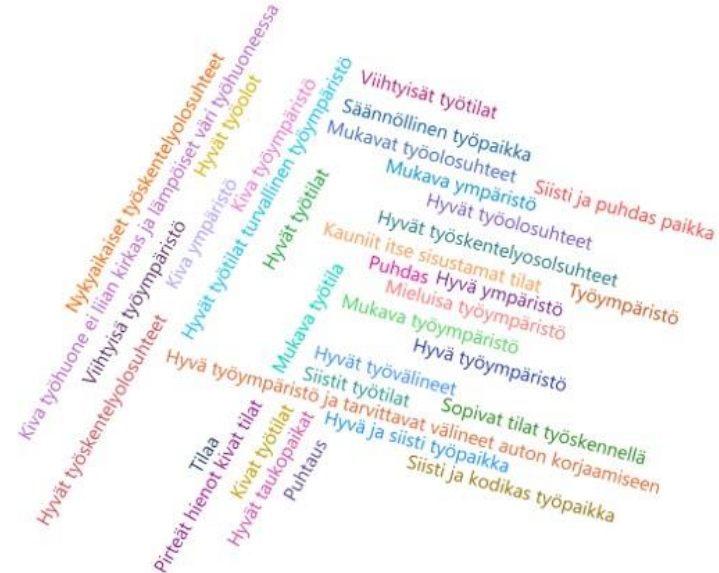 Nykyaikaiset työskentelyolosuhteet
Kiva työhuone ei liian kirkas ja lämpöiset väri työhuoneessa
Hyvät työolot
Viihtyisä työympäristö
Kiva ympäristö
Kiva työympäristö
Hyvät työtilat turvallinen työympäristö
Hyvät työtilat
Viihtyisät työtilat
Säännöllinen työpaikka
Mukavat työolosuhteet
Mukava ympäristö
Siisti ja puhdas paikka
Hyvät työolosuhteet
Hyvät työskentelyosolsuhteet
Kauniit itse sisustamat tilat
Työympäristö
Puhdas
Hyvä ympäristö
Mieluisa työympäristö
Mukava työtila
Mukava työympäristö
Hyvä työympäristö
Hyvät työvälineet
Siistit työtilat
Hyvä työympäristö ja tarvittavat välineet auton korjaamiseen
Sopivat tilat työskennellä
Hyvä ja siisti työpaikka
Siisti ja kodikas työpaikka
Hyvät työskentelyolosuhteet
Tilaa
Pirteät hienot kivat tilat
Kivat työtilat
Hyvät taukopaikat
Puhtaus